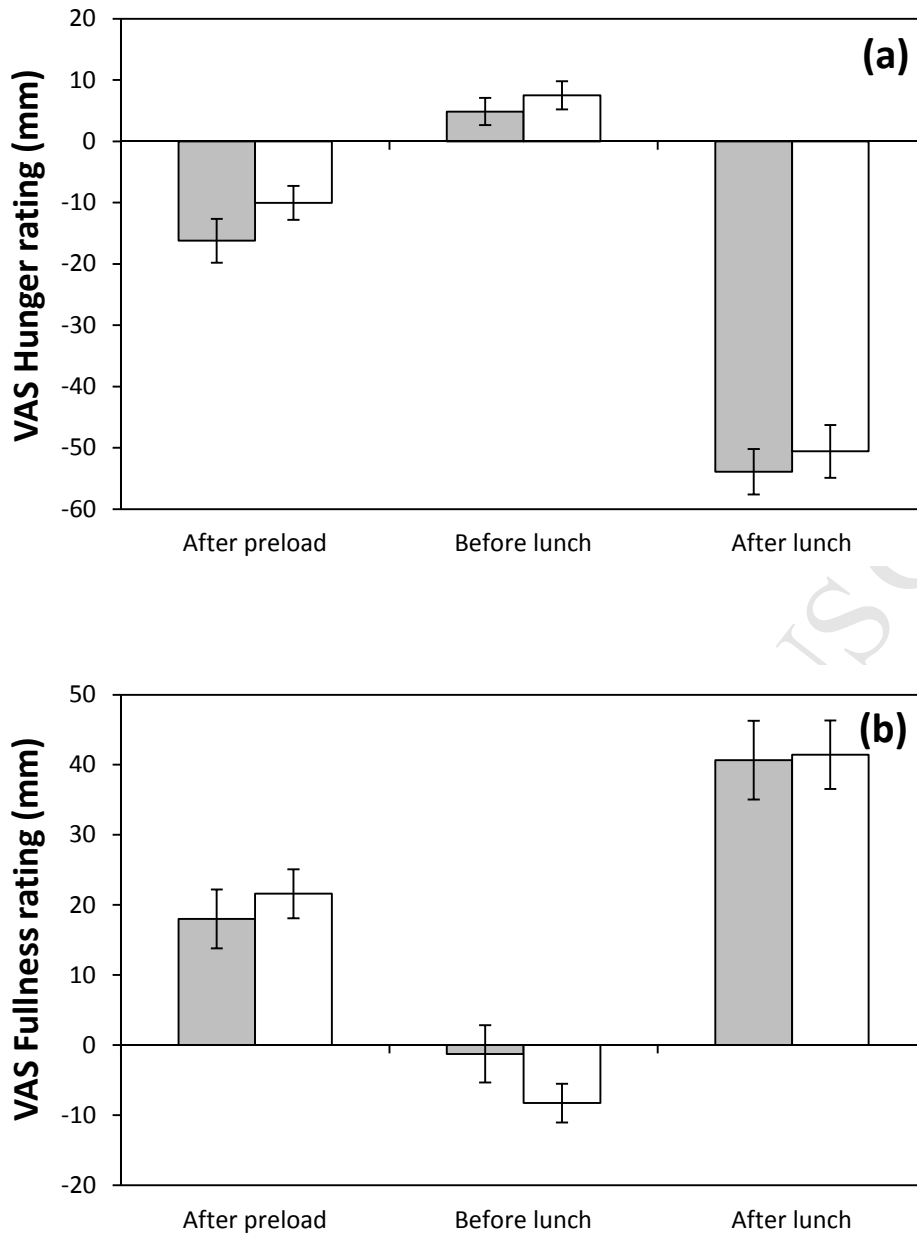 (a)
VAS Hunger rating (mm)
20
10
0
-10
-20
-30
-40
-50
-60
After preload Before lunch After lunch
(b)
VAS Fullness rating (mm)
50
40
30
20
10
0
-10
-20
After preload Before lunch After lunch